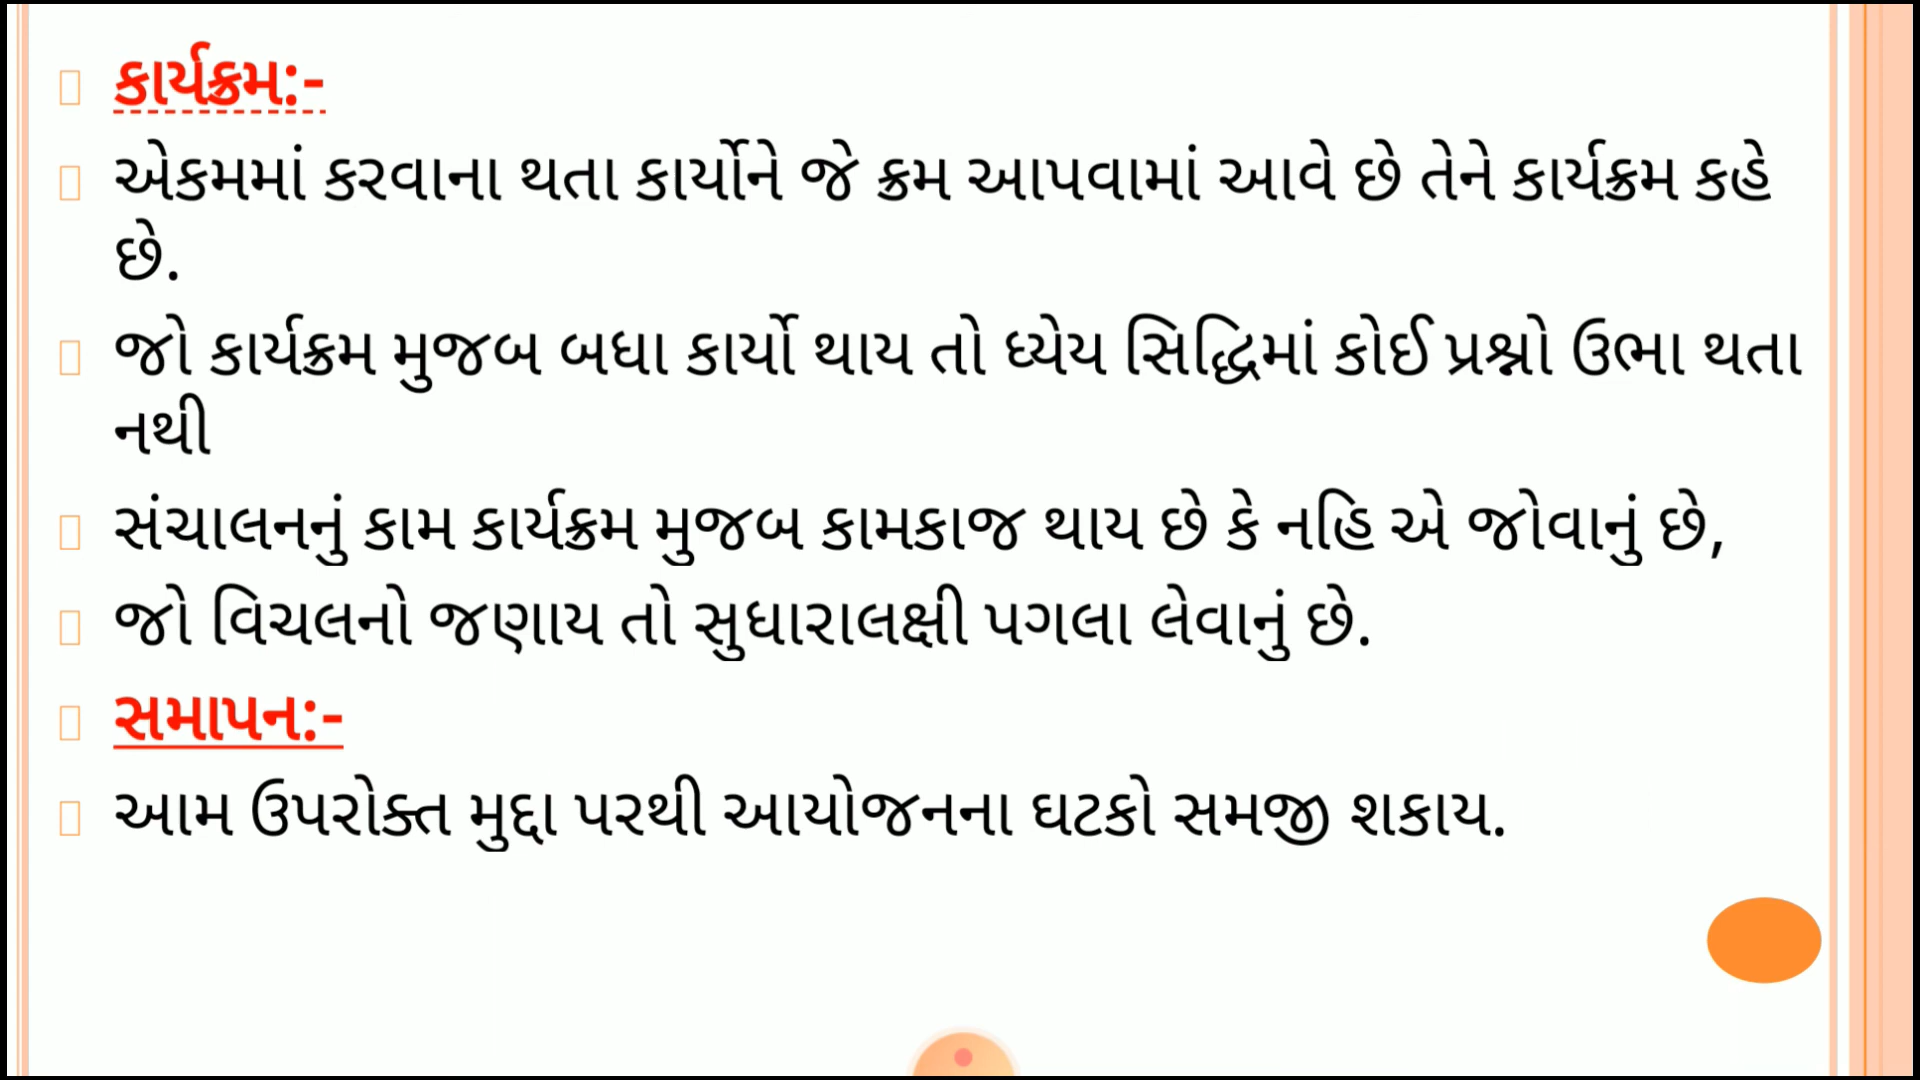 કાર્યક્રમ:-
એકમમાં કરવાના થતા કાર્યોને જે ક્રમ આપવામાં આવે છે તેને કાર્યક્રમ કહે
છે.
જો કાર્યક્રમ મુજબ બધા કાર્યો થાય તો ધ્યેય સિદ્ધિમાં કોઈ પ્રશ્નો ઉભા થતા
નથી
સંચાલનનું કામ કાર્યક્રમ મુજબ કામકાજ થાય છે કે નહિ એ જોવાનું છે,
જો વિચલનો જણાય તો સુધારાલક્ષી પગલા લેવાનું છે.
સમાપન:-
આમ ઉપરોક્ત મુદ્દા પરથી આયોજનના ઘટકો સમજી શકાય.